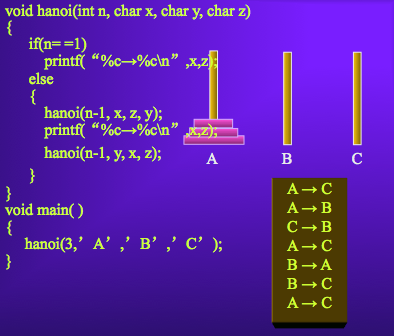 void hanoi(int n, char x, char y, char z)
{
if(n= =1)
printf(“%c→%c\n”,x,z);
else
{
hanoi(n-1, x, z, y);
printf(“%c→%c\n”,x,z);
hanoi(n-1, y, x, z);
}
}
void main( )
{
hanoi(3,’A’,’B’,’C’);
}
A B C
A→C
A→B
C→B
A→C
B→A
B→C
A→C